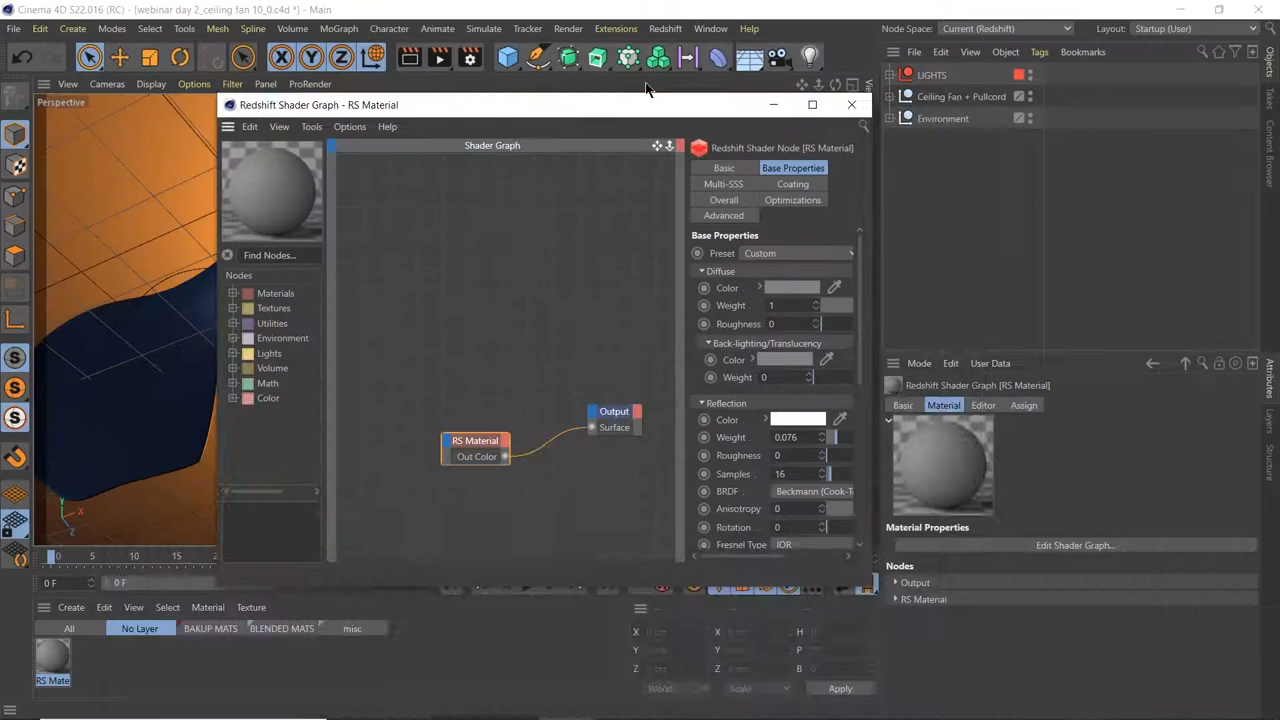 Cinema 4D S22.016 (RC) - [webinar day 2_ceiling fan 10_0.c4d *] - Main
File Edit Create Modes Select Tools Mesh Spline Volume MoGraph Character Animate Simulate Tracker Render Extensions Redshift Window Help
Node Space: Current (Redshift) Layout: Startup (User)
X Y Z
File Edit View Object Tags Bookmarks
View Cameras Display Options Filter Panel ProRender
Perspective
Redshift Shader Graph - RS Material
Edit View Tools Options Help
Shader Graph
Find Nodes...
Nodes
Materials
Textures
Utilities
Environment
Lights
Volume
Math
Color
RS Material
Out Color
Output
Surface
Redshift Shader Node [RS Material]
Basic Base Properties
Multi-SSS Coating
Overall Optimizations
Advanced
Base Properties
Preset Custom
Diffuse
Color
Weight 1
Roughness 0
Back-lighting/Translucency
Color
Weight 0
Reflection
Color
Weight 0.076
Roughness 0
Samples 16
BRDF Beckmann (Cook-T
Anisotropy 0
Rotation 0
Fresnel Type IOR
LIGHTS
Ceiling Fan + Pullcord
Environment
Objects
Takes
Content Browser
Attributes
Layers
Structure
Mode Edit User Data
Redshift Shader Graph [RS Material]
Basic Material Editor Assign
Material Properties
Edit Shader Graph...
Nodes
Output
RS Material
Y
X
Z
0 5 10 15
0 F 0 F
Create Edit View Select Material Texture
All No Layer BAKUP MATS BLENDED MATS misc
RS Mate
X X H
Y Y P
Z Z B
World Scale Apply